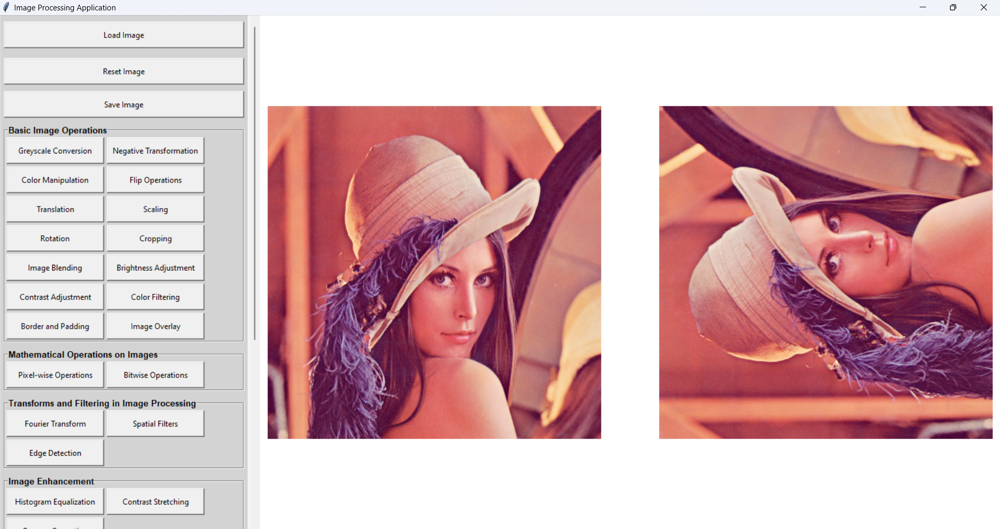 Image Processing Application
Load Image
Reset Image
Save Image
Basic Image Operations
Greyscale Conversion Negative Transformation
Color Manipulation Flip Operations
Translation Scaling
Rotation Cropping
Image Blending Brightness Adjustment
Contrast Adjustment Color Filtering
Border and Padding Image Overlay
Mathematical Operations on Images
Pixel-wise Operations Bitwise Operations
Transforms and Filtering in Image Processing
Fourier Transform Spatial Filters
Edge Detection
Image Enhancement
Histogram Equalization Contrast Stretching